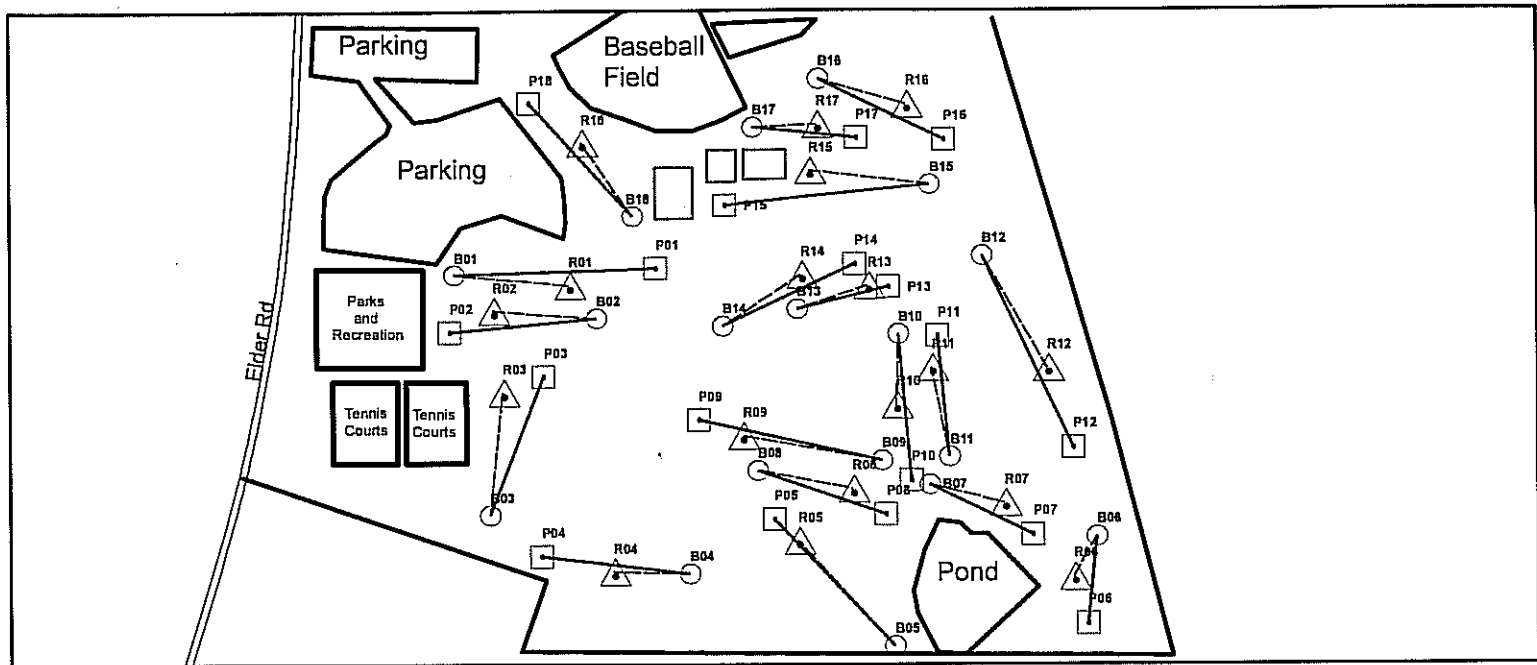 Parking
Baseball
Field
Parking
Parks
and
Recreation
Elder Rd
Tennis
Courts
Tennis
Courts
Pond
P18
R18
B18
B17
R17
P17
B16
R16
P16
R15
B15
P15
B01
R01
P01
P02
R02
B02
P03
R03
B03
P04
R04
B04
P05
R05
B05
B06
P06
B07
R07
P07
B08
P08
P09
R09
B09
B10
P10
P11
R11
B11
B12
R12
P12
B13
R13
P13
B14
R14
P14